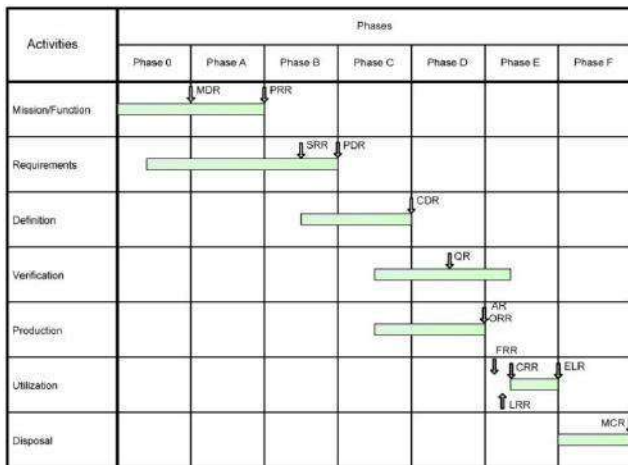 Activities
Phases
Phase 0
Phase A
Phase B
Phase C
Phase D
Phase E
Phase F
Mission/Function
MDR
PRR
Requirements
SRR
PDR
Definition
CDR
Verification
QR
Production
AR
ORR
Utilization
FRR
CRR
ELR
LRR
Disposal
MCR